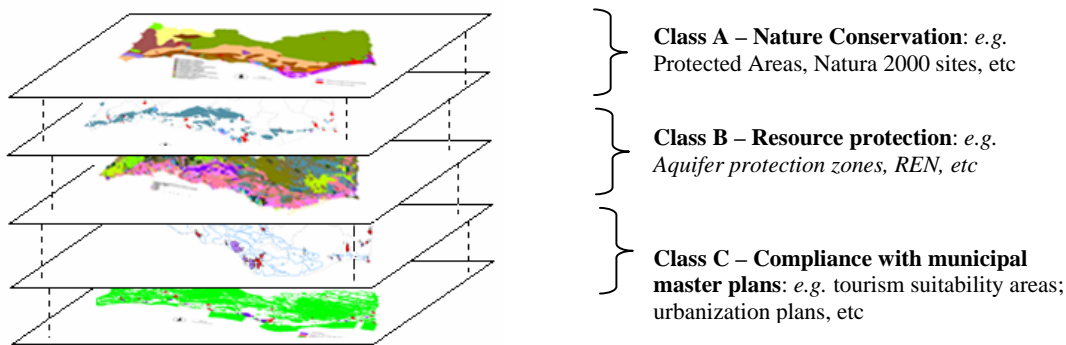 Class A – Nature Conservation: e.g.
Protected Areas, Natura 2000 sites, etc
Class B – Resource protection: e.g.
Aquifer protection zones, REN, etc
Class C – Compliance with municipal
master plans: e.g. tourism suitability areas;
urbanization plans, etc